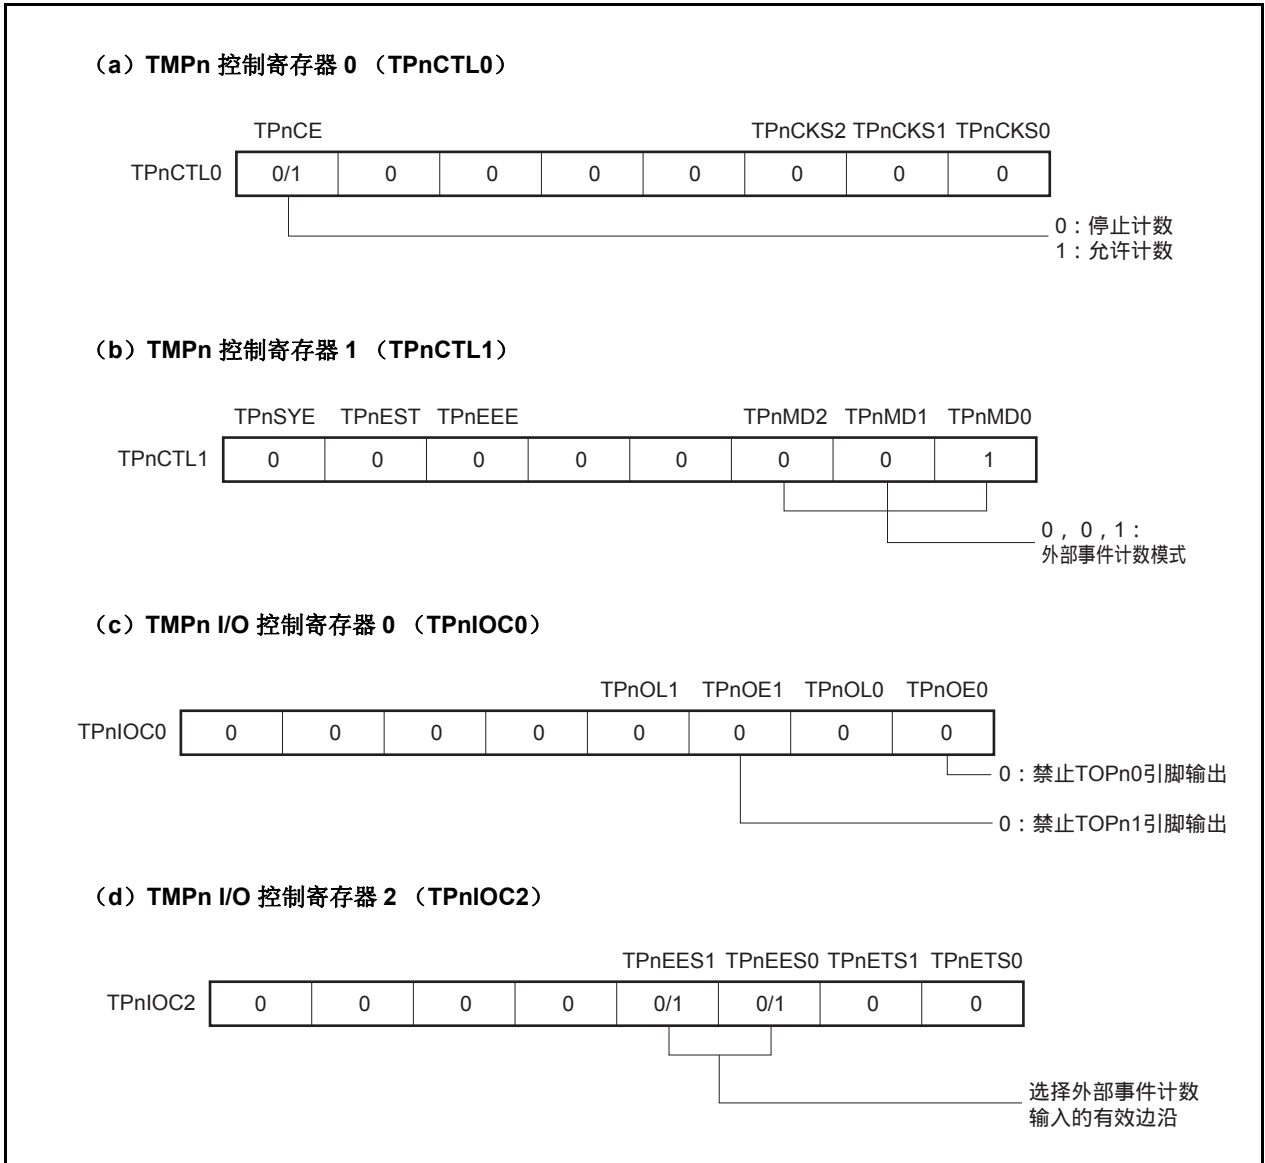 （a）TMPn 控制寄存器 0 （TPnCTL0）
TPnCE TPnCKS2 TPnCKS1 TPnCKS0
TPnCTL0 0/1 0 0 0 0 0 0 0
0：停止计数
1：允许计数
（b）TMPn 控制寄存器 1 （TPnCTL1）
TPnSYE TPnEST TPnEEE TPnMD2 TPnMD1 TPnMD0
TPnCTL1 0 0 0 0 0 0 0 1
0，0，1：
外部事件计数模式
（c）TMPn I/O 控制寄存器 0 （TPnIOC0）
TPnOL1 TPnOE1 TPnOL0 TPnOE0
TPnIOC0 0 0 0 0 0 0 0 0
0：禁止TOPn0引脚输出
0：禁止TOPn1引脚输出
（d）TMPn I/O 控制寄存器 2 （TPnIOC2）
TPnEES1 TPnEES0 TPnETS1 TPnETS0
TPnIOC2 0 0 0 0 0/1 0/1 0 0
选择外部事件计数
输入的有效边沿